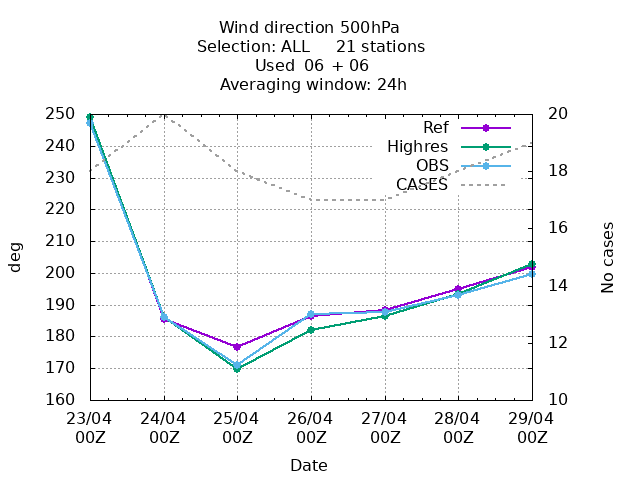 Wind direction 500hPa
Selection: ALL 21 stations
Used 06 + 06
Averaging window: 24h
250
240
230
220
210
200
190
180
170
160
deg
20
18
16
14
12
10
No cases
Ref
Highres
OBS
CASES
23/04 24/04 25/04 26/04 27/04 28/04 29/04
00Z 00Z 00Z 00Z 00Z 00Z 00Z
Date